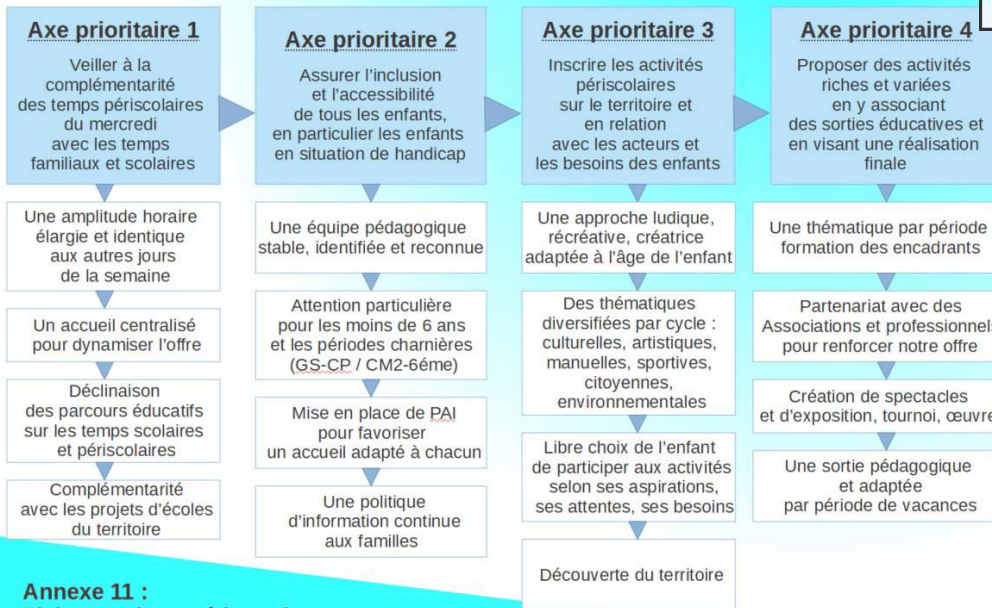 Axe prioritaire 1
Veiller à la
complémentarité
des temps périscolaires
du mercredi
avec les temps
familiaux et scolaires
Une amplitude horaire
élargie et identique
aux autres jours
de la semaine
Un accueil centralisé
pour dynamiser l'offre
Déclinaison
des parcours éducatifs
sur les temps scolaires
et périscolaires
Complémentarité
avec les projets d'écoles
du territoire
Axe prioritaire 2
Assurer l'inclusion
et l'accessibilité
de tous les enfants,
en particulier les enfants
en situation de handicap
Une équipe pédagogique
stable, identifiée et reconnue
Attention particulière
pour les moins de 6 ans
et les périodes charnières
(GS-CP / CM2-6éme)
Mise en place de PAI
pour favoriser
un accueil adapté à chacun
Une politique
d'information continue
aux familles
Axe prioritaire 3
Inscrire les activités
périscolaires
sur le territoire et
en relation
avec les acteurs et
les besoins des enfants
Une approche ludique,
récréative, créatrice
adaptée à l'âge de l'enfant
Des thématiques
diversifiées par cycle :
culturelles, artistiques,
manuelles, sportives,
citoyennes,
environnementales
Libre choix de l'enfant
de participer aux activités
selon ses aspirations,
ses attentes, ses besoins
Découverte du territoire
Axe prioritaire 4
Proposer des activités
riches et variées
en y associant
des sorties éducatives et
en visant une réalisation
finale
Une thématique par période
formation des encadrants
Partenariat avec des
Associations et professionnels
pour renforcer notre offre
Création de spectacles
et d'exposition, tournoi, œuvre
Une sortie pédagogique
et adaptée
par période de vacances
Annexe 11 :